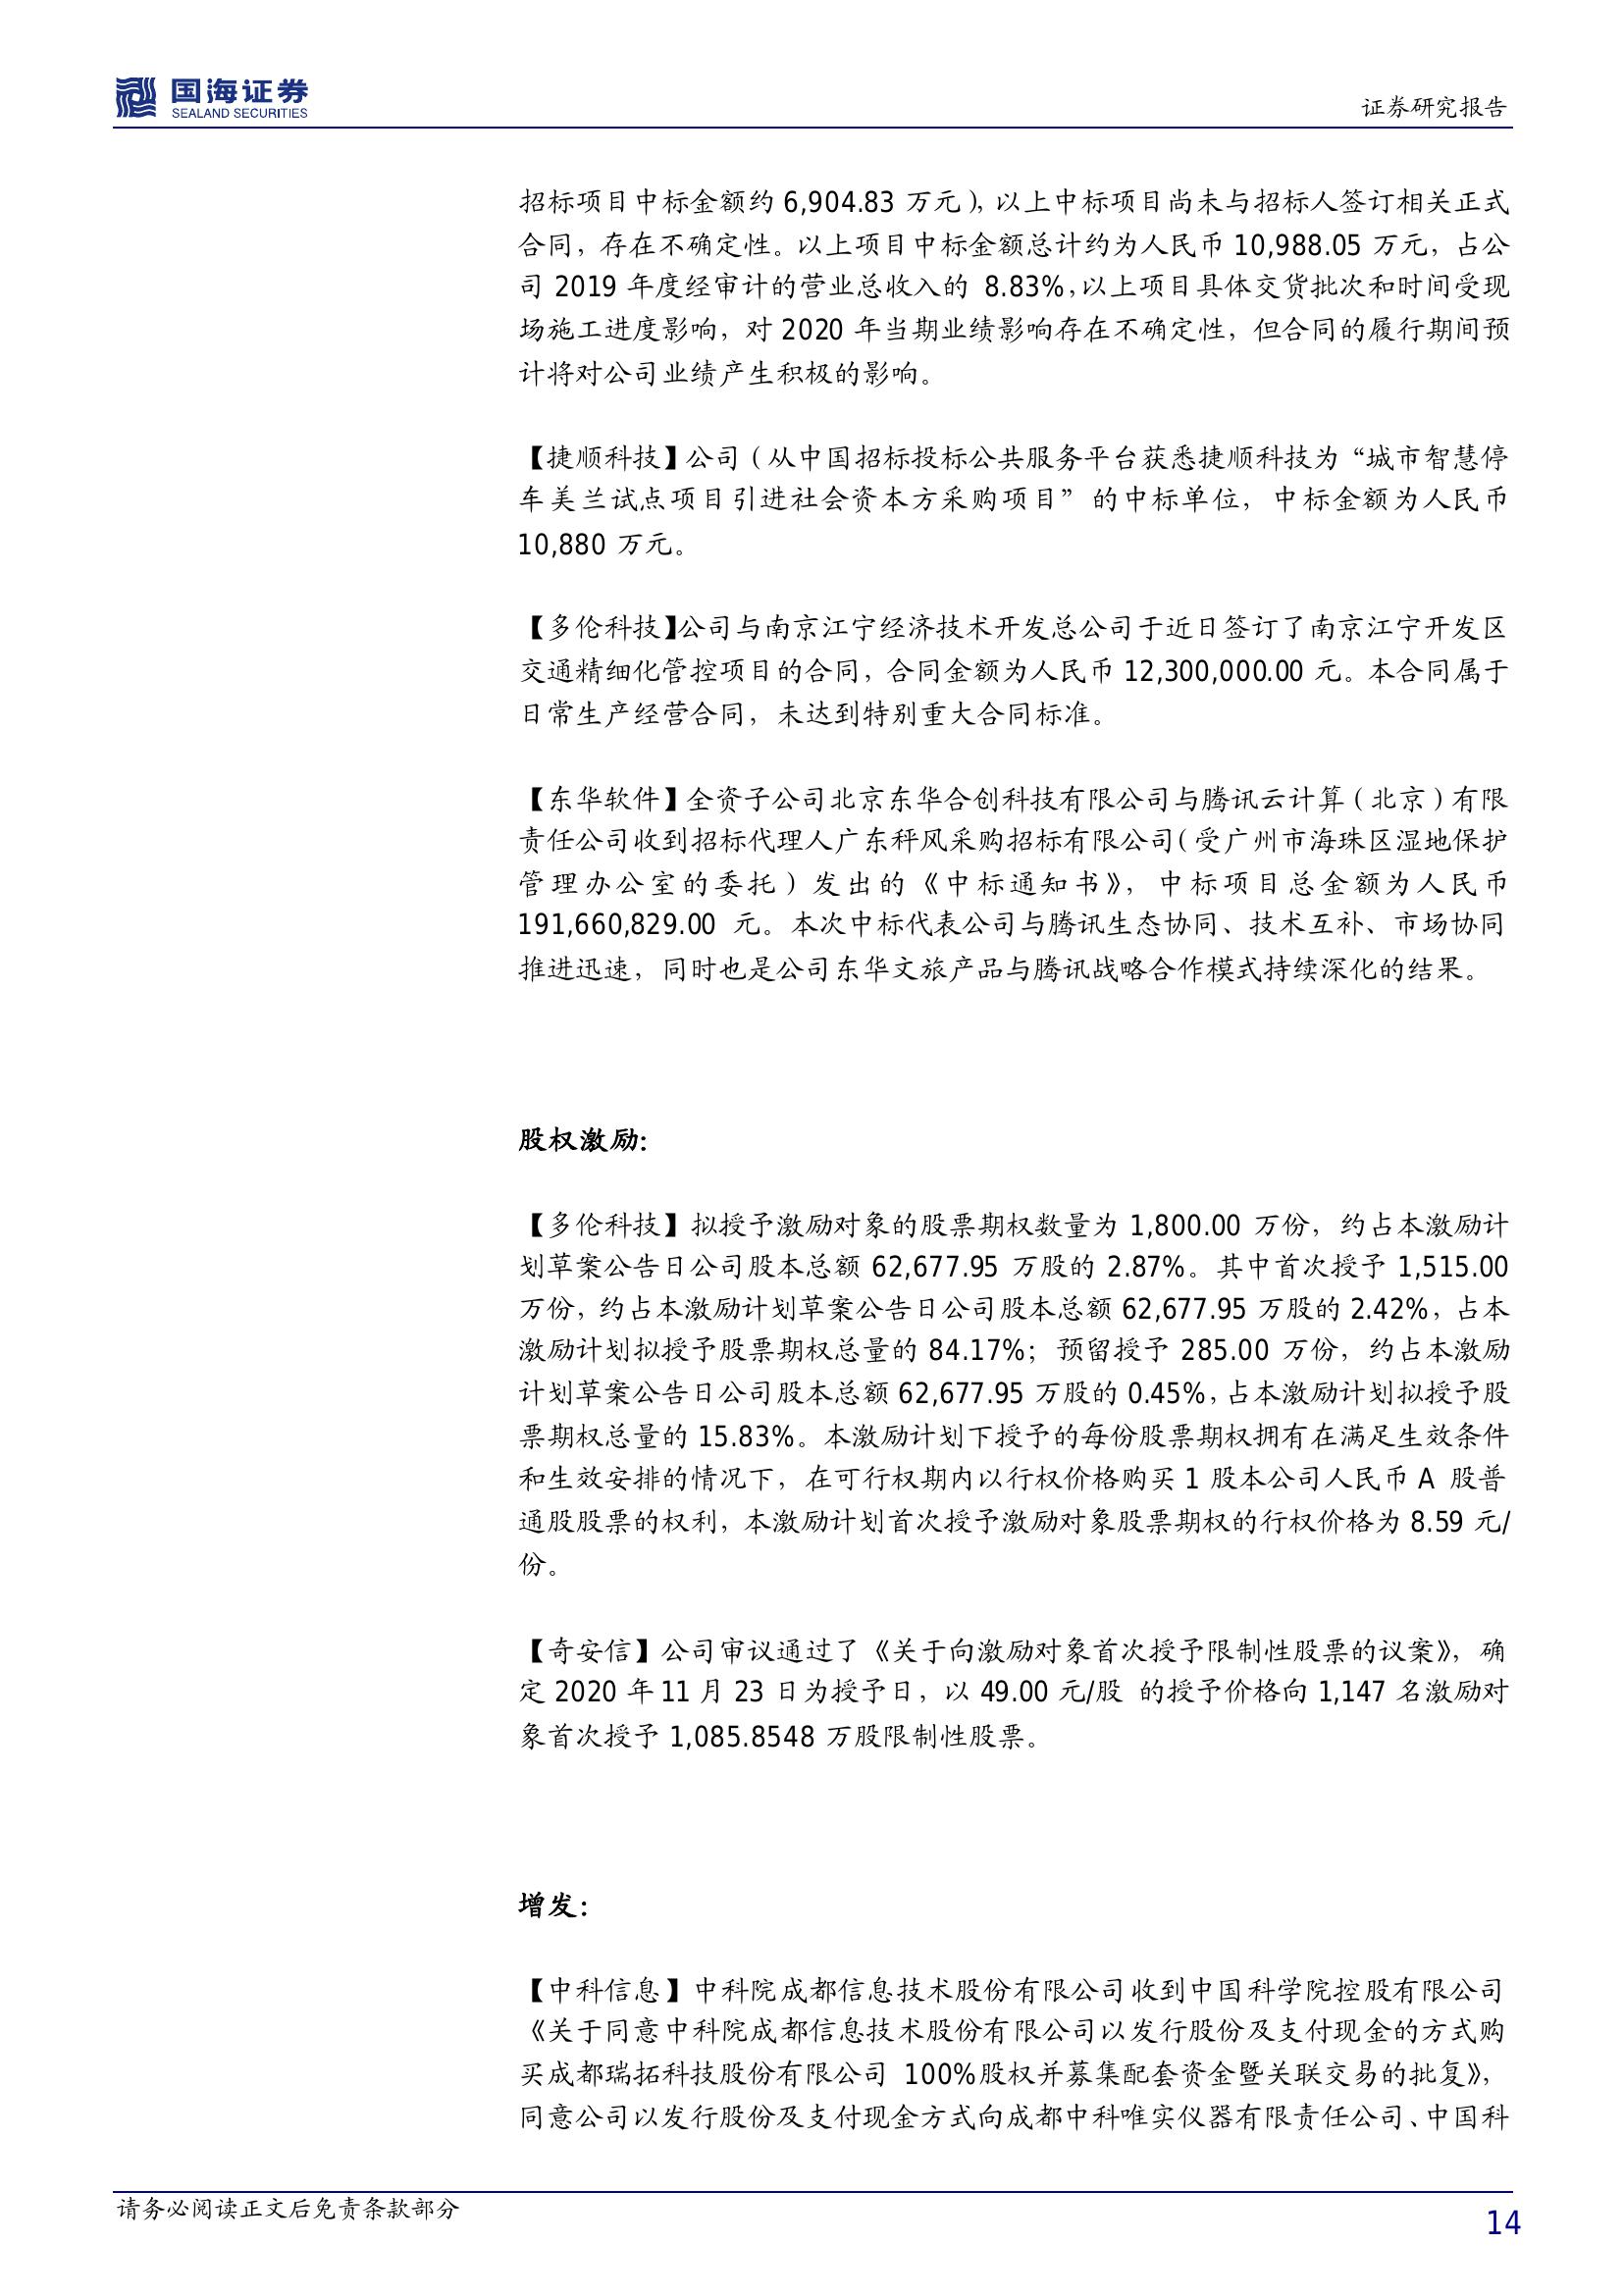 国海证券
SEALAND SECURITIES
证券研究报告
招标项目中标金额约 6,904.83 万元），以上中标项目尚未与招标人签订相关正式
合同，存在不确定性。以上项目中标金额总计约为人民币 10,988.05 万元，占公
司 2019 年度经审计的营业总收入的 8.83%，以上项目具体交货批次和时间受现
场施工进度影响，对 2020 年当期业绩影响存在不确定性，但合同的履行期间预
计将对公司业绩产生积极的影响。
【捷顺科技】公司（从中国招标投标公共服务平台获悉捷顺科技为“城市智慧停
车美兰试点项目引进社会资本方采购项目”的中标单位，中标金额为人民币
10,880 万元。
【多伦科技】公司与南京江宁经济技术开发总公司于近日签订了南京江宁开发区
交通精细化管控项目的合同，合同金额为人民币 12,300,000.00 元。本合同属于
日常生产经营合同，未达到特别重大合同标准。
【东华软件】全资子公司北京东华合创科技有限公司与腾讯云计算（北京）有限
责任公司收到招标代理人广东秤风采购招标有限公司（受广州市海珠区湿地保护
管理办公室的委托）发出的《中标通知书》，中标项目总金额为人民币
191,660,829.00 元。本次中标代表公司与腾讯生态协同、技术互补、市场协同
推进迅速，同时也是公司东华文旅产品与腾讯战略合作模式持续深化的结果。
股权激励：
【多伦科技】拟授予激励对象的股票期权数量为 1,800.00 万份，约占本激励计
划草案公告日公司股本总额 62,677.95 万股的 2.87%。其中首次授予 1,515.00
万份，约占本激励计划草案公告日公司股本总额 62,677.95 万股的 2.42%，占本
激励计划拟授予股票期权总量的 84.17%；预留授予 285.00 万份，约占本激励
计划草案公告日公司股本总额 62,677.95 万股的 0.45%，占本激励计划拟授予股
票期权总量的 15.83%。本激励计划下授予的每份股票期权拥有在满足生效条件
和生效安排的情况下，在可行权期内以行权价格购买 1 股本公司人民币 A 股普
通股股票的权利，本激励计划首次授予激励对象股票期权的行权价格为 8.59 元/
份。
【奇安信】公司审议通过了《关于向激励对象首次授予限制性股票的议案》，确
定 2020 年 11 月 23 日为授予日，以 49.00 元/股 的授予价格向 1,147 名激励对
象首次授予 1,085.8548 万股限制性股票。
增发：
【中科信息】中科院成都信息技术股份有限公司收到中国科学院控股有限公司
《关于同意中科院成都信息技术股份有限公司以发行股份及支付现金的方式购
买成都瑞拓科技股份有限公司 100%股权并募集配套资金暨关联交易的批复》，
同意公司以发行股份及支付现金方式向成都中科唯实仪器有限责任公司、中国科
请务必阅读正文后免责条款部分
14